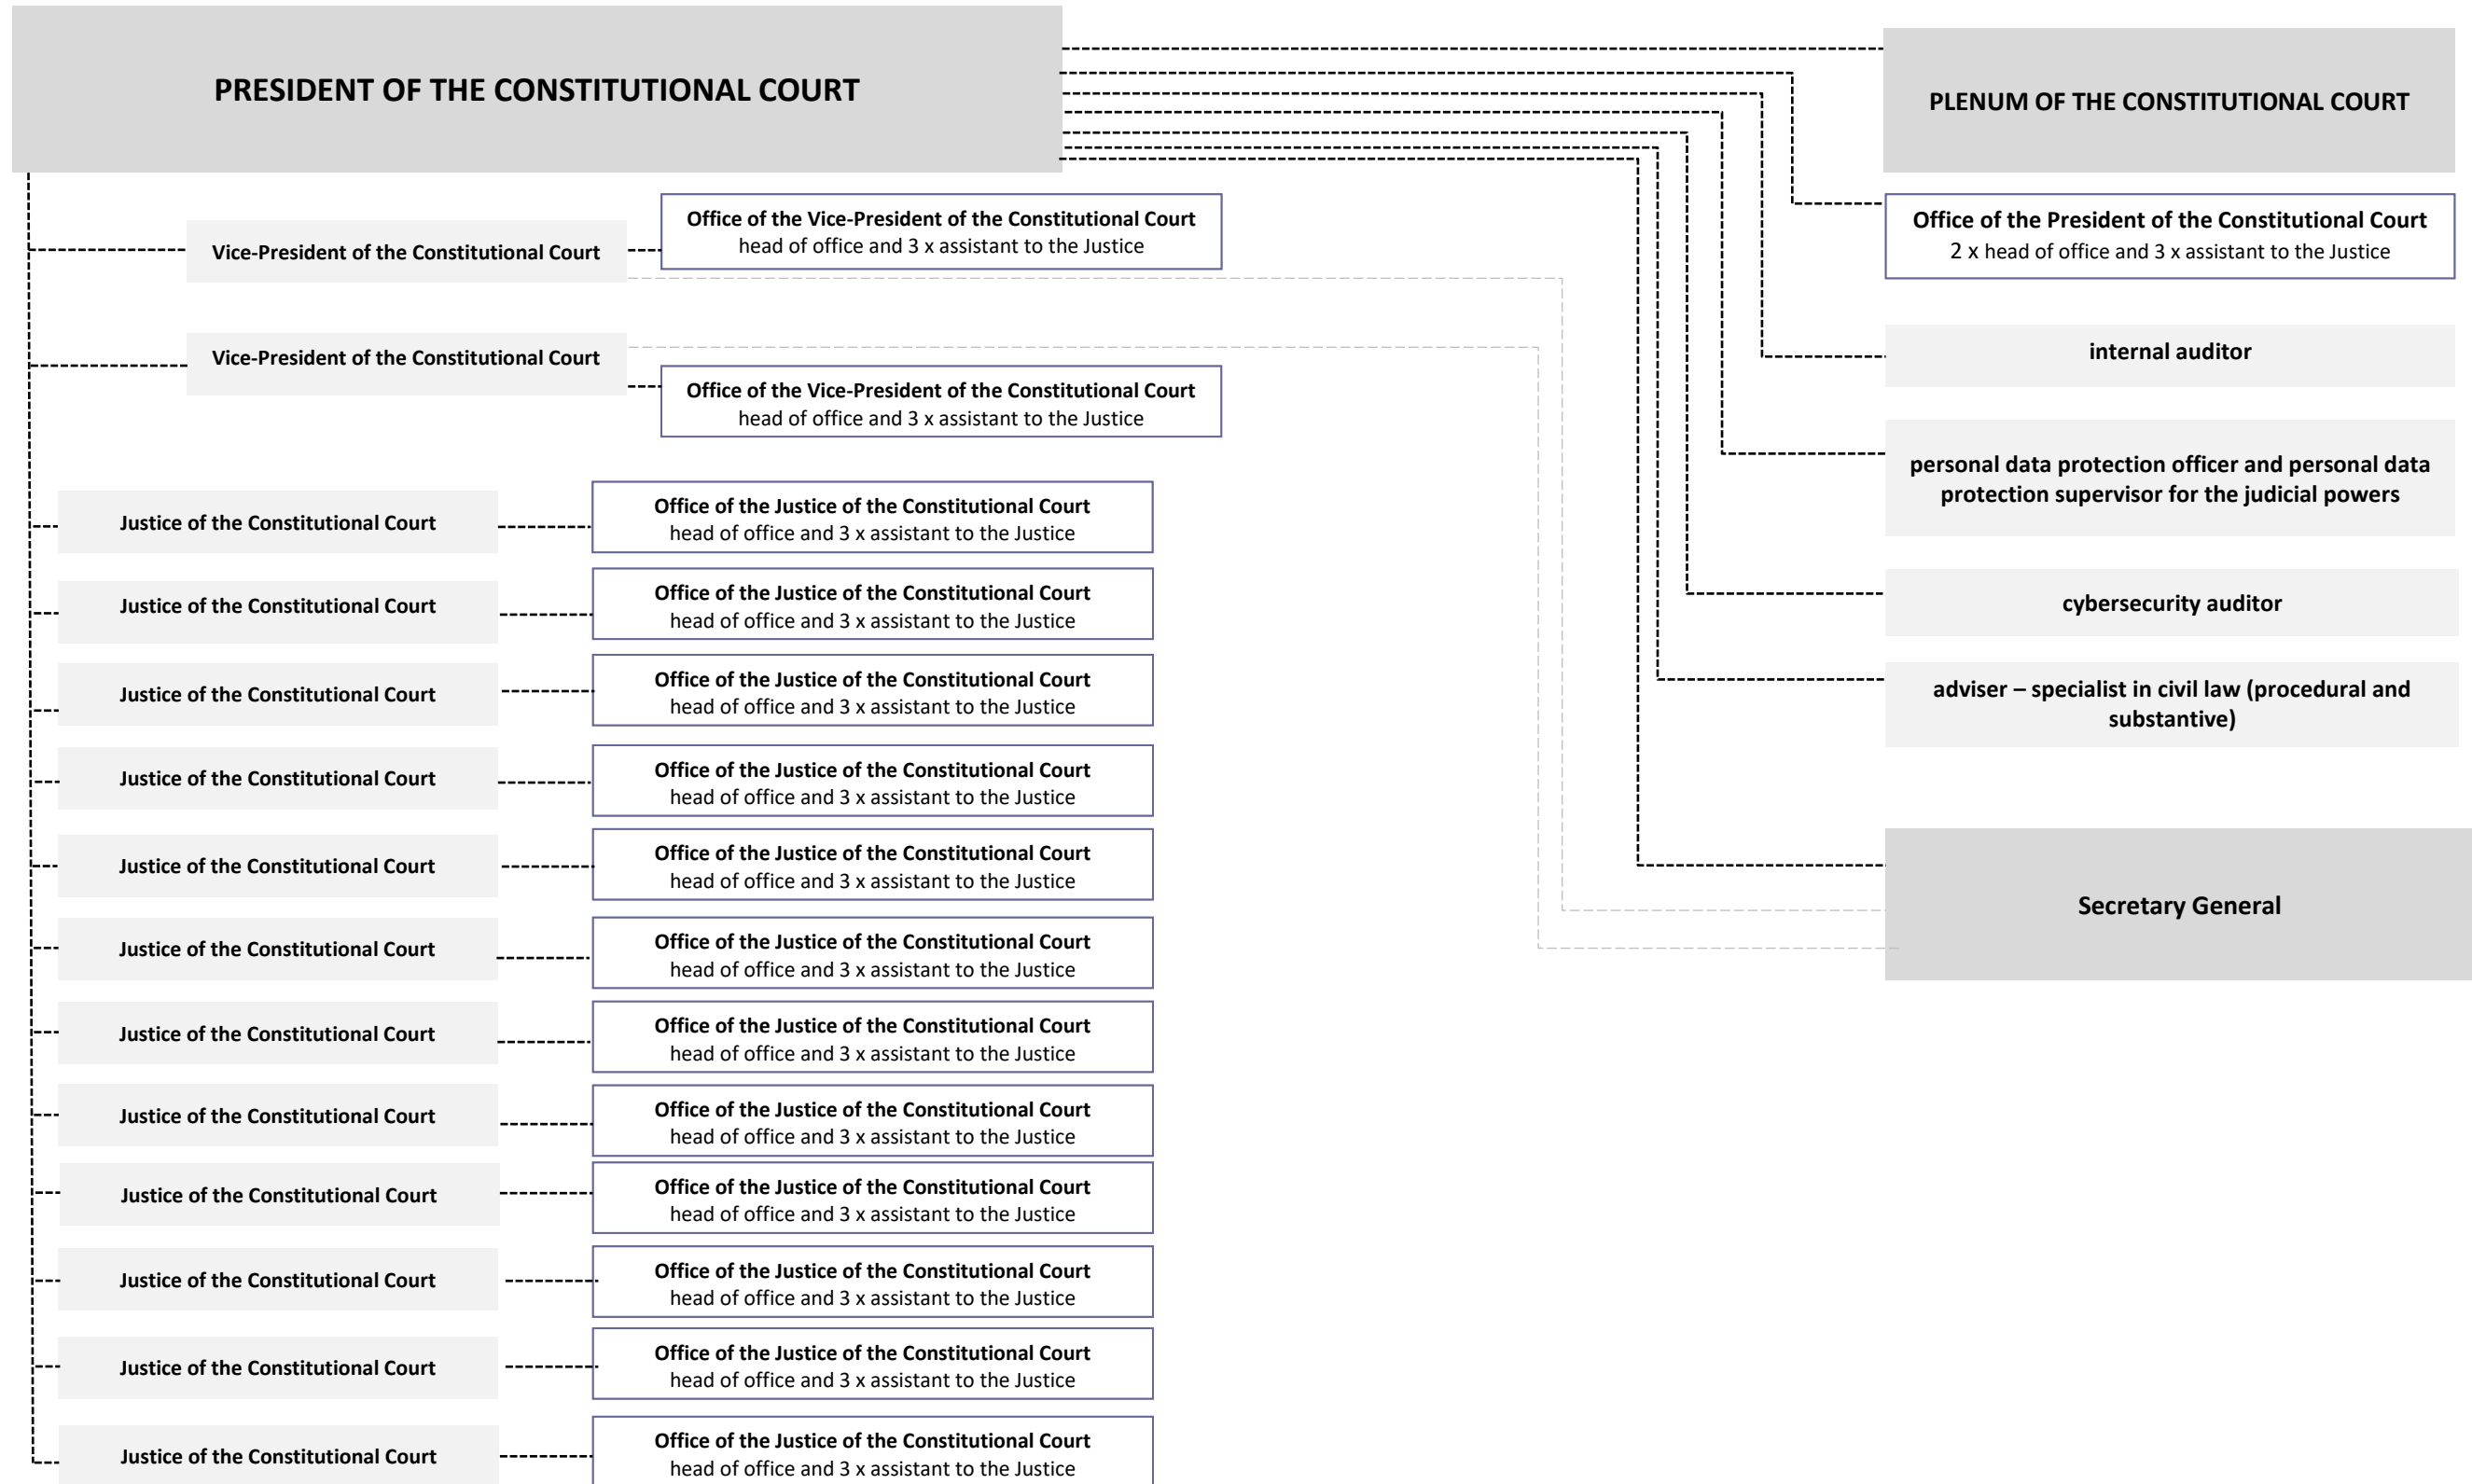 PRESIDENT OF THE CONSTITUTIONAL COURT
PLENUM OF THE CONSTITUTIONAL COURT
Vice-President of the Constitutional Court
Office of the Vice-President of the Constitutional Court
head of office and 3 x assistant to the Justice
Office of the President of the Constitutional Court
2 x head of office and 3 x assistant to the Justice
Vice-President of the Constitutional Court
Office of the Vice-President of the Constitutional Court
head of office and 3 x assistant to the Justice
internal auditor
personal data protection officer and personal data
protection supervisor for the judicial powers
cybersecurity auditor
adviser – specialist in civil law (procedural and
substantive)
Secretary General
Justice of the Constitutional Court
Office of the Justice of the Constitutional Court
head of office and 3 x assistant to the Justice
Justice of the Constitutional Court
Office of the Justice of the Constitutional Court
head of office and 3 x assistant to the Justice
Justice of the Constitutional Court
Office of the Justice of the Constitutional Court
head of office and 3 x assistant to the Justice
Justice of the Constitutional Court
Office of the Justice of the Constitutional Court
head of office and 3 x assistant to the Justice
Justice of the Constitutional Court
Office of the Justice of the Constitutional Court
head of office and 3 x assistant to the Justice
Justice of the Constitutional Court
Office of the Justice of the Constitutional Court
head of office and 3 x assistant to the Justice
Justice of the Constitutional Court
Office of the Justice of the Constitutional Court
head of office and 3 x assistant to the Justice
Justice of the Constitutional Court
Office of the Justice of the Constitutional Court
head of office and 3 x assistant to the Justice
Justice of the Constitutional Court
Office of the Justice of the Constitutional Court
head of office and 3 x assistant to the Justice
Justice of the Constitutional Court
Office of the Justice of the Constitutional Court
head of office and 3 x assistant to the Justice
Justice of the Constitutional Court
Office of the Justice of the Constitutional Court
head of office and 3 x assistant to the Justice
Justice of the Constitutional Court
Office of the Justice of the Constitutional Court
head of office and 3 x assistant to the Justice